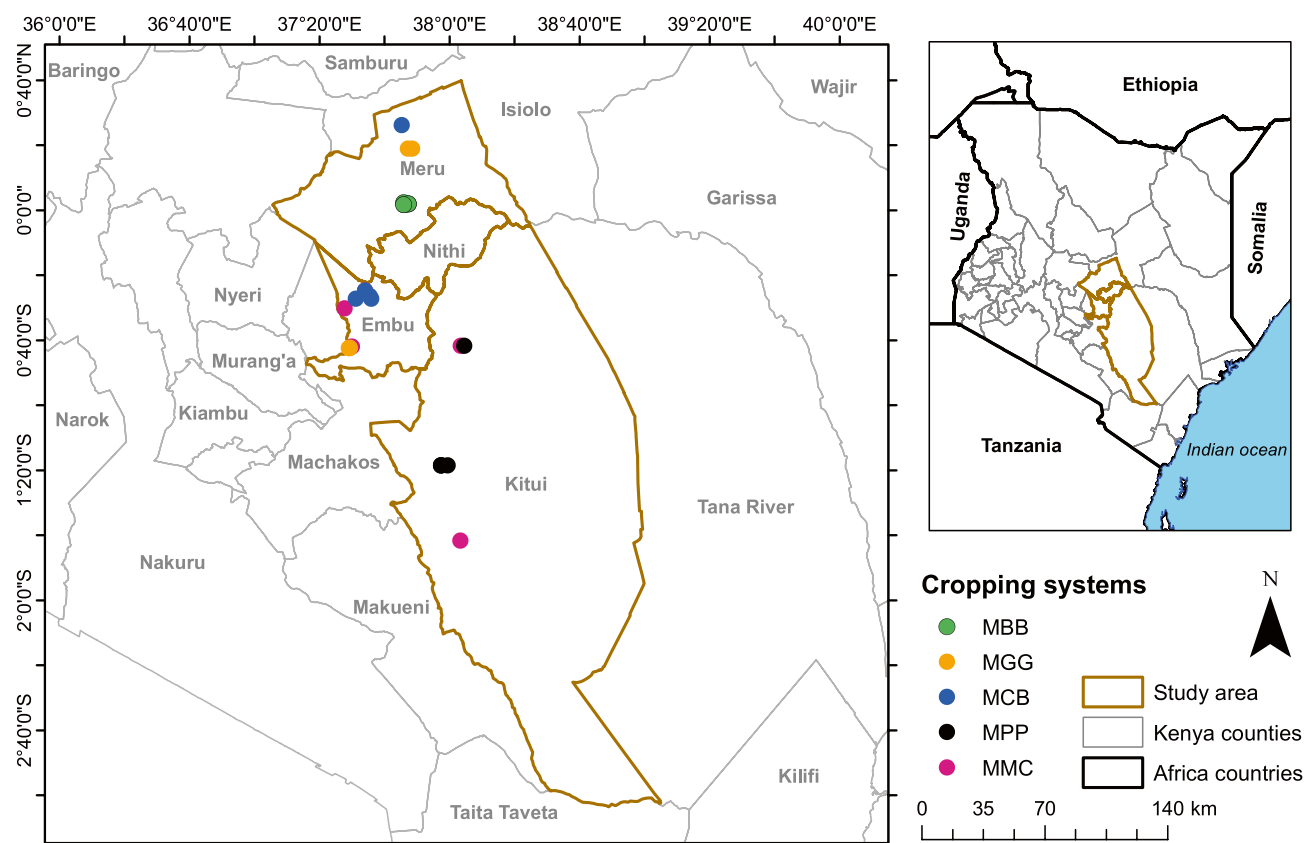 36°0'0"E 36°40'0"E 37°20'0"E 38°0'0"E 38°40'0"E 39°20'0"E 40°0'0"E
0°40'0"N
0°0'0"
0°40'0"S
1°20'0"S
2°0'0"S
2°40'0"S
Baringo
Samburu
Isiolo
Wajir
Meru
Garissa
Nithi
Nyeri
Embu
Murang'a
Kiambu
Narok
Machakos
Kitui
Tana River
Nakuru
Makueni
Kilifi
Taita Taveta
Ethiopia
Uganda
Somalia
Tanzania
Indian ocean
Cropping systems
MBB
MGG
MCB
MPP
MMC
N
Study area
Kenya counties
Africa countries
0 35 70 140 km